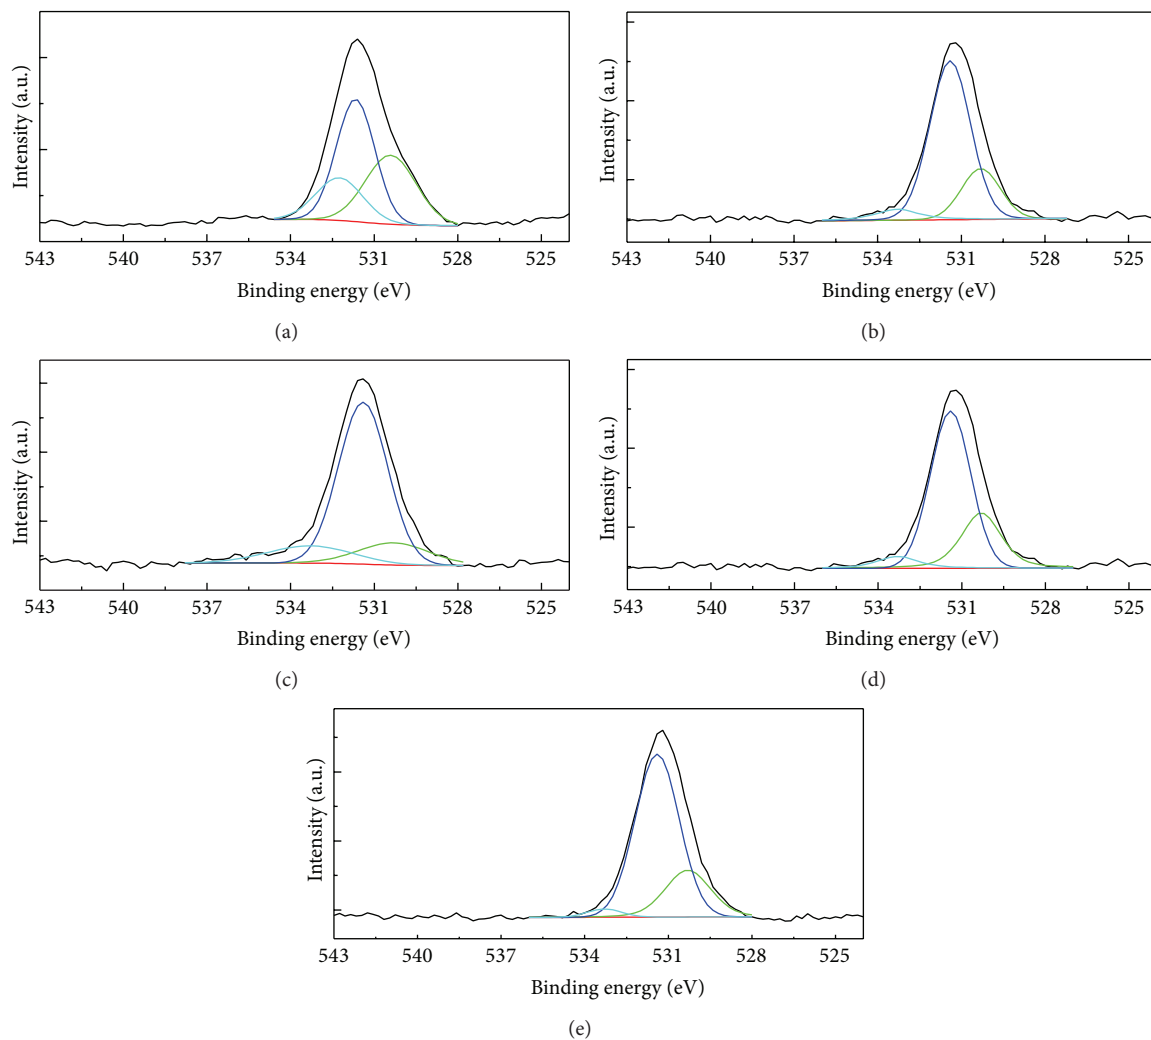 Intensity (a.u.)
543 540 537 534 531 528 525
Binding energy (eV)
(a)
Intensity (a.u.)
543 540 537 534 531 528 525
Binding energy (eV)
(b)
Intensity (a.u.)
543 540 537 534 531 528 525
Binding energy (eV)
(c)
Intensity (a.u.)
543 540 537 534 531 528 525
Binding energy (eV)
(d)
Intensity (a.u.)
543 540 537 534 531 528 525
Binding energy (eV)
(e)